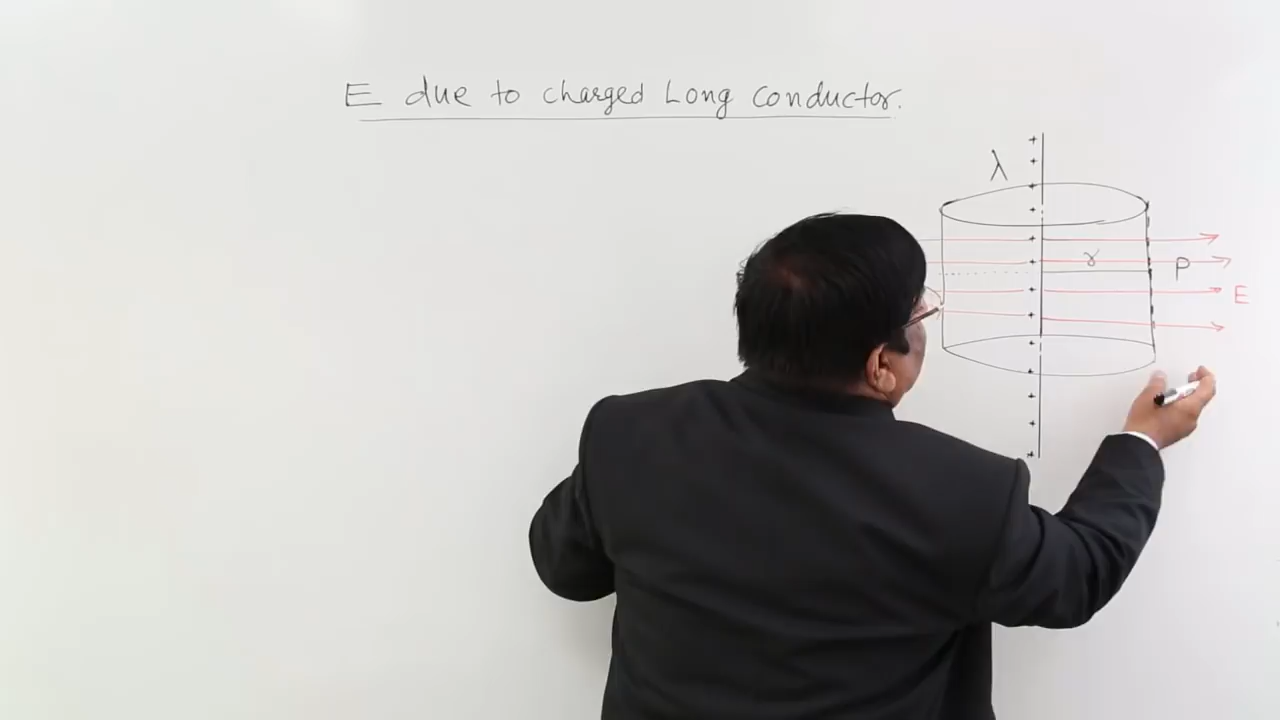 E due to charged Long conductor.
λ
r
P
E